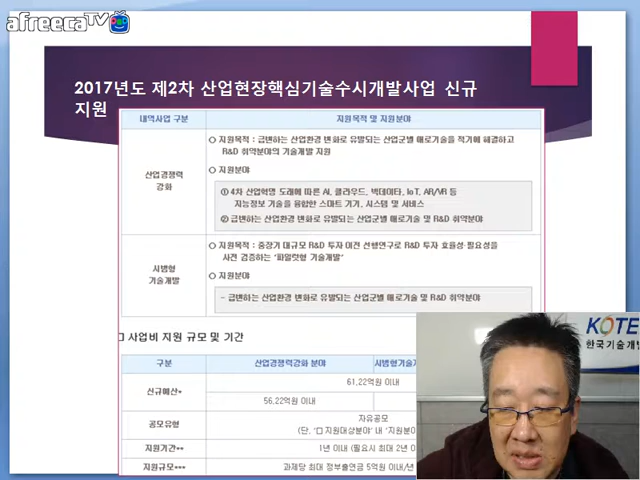 afreecaTV
2017년도 제2차 산업현장핵심기술수시개발사업 신규
지원
내역사업 구분 지원목적 및 지원분야
산업경쟁력
강화
○ 지원목적 : 급변하는 산업환경 변화로 유발되는 산업군별 애로기술을 적기에 해결하고
R&D 취약분야의 기술개발 지원
○ 지원분야
① 4차 산업혁명 도래에 따른 AI, 클라우드, 빅데이타, IoT, AR/VR 등
지능정보 기술을 융합한 스마트 기기, 시스템 및 서비스
② 급변하는 산업환경 변화로 유발되는 산업군별 애로기술 및 R&D 취약분야
시범형
기술개발
○ 지원목적 : 중장기 대규모 R&D 투자 이전 선행연구로 R&D 투자 효율성·필요성을
사전 검증하는 '파일럿형 기술개발'
○ 지원분야
- 급변하는 산업환경 변화로 유발되는 산업군별 애로기술 및 R&D 취약분야
□ 사업비 지원 규모 및 기간
구분 산업경쟁력강화 분야 시범형기술개
신규예산* 61.22억원 이내
56.22억원 이내
공모유형 자유공모
(단, "□ 지원대상분야" 내 "지원분
지원기간** 1년 이내 (필요시 최대 2년
지원규모*** 과제당 최대 정부출연금 5억원 이내/년
KOTE
한국기술개발